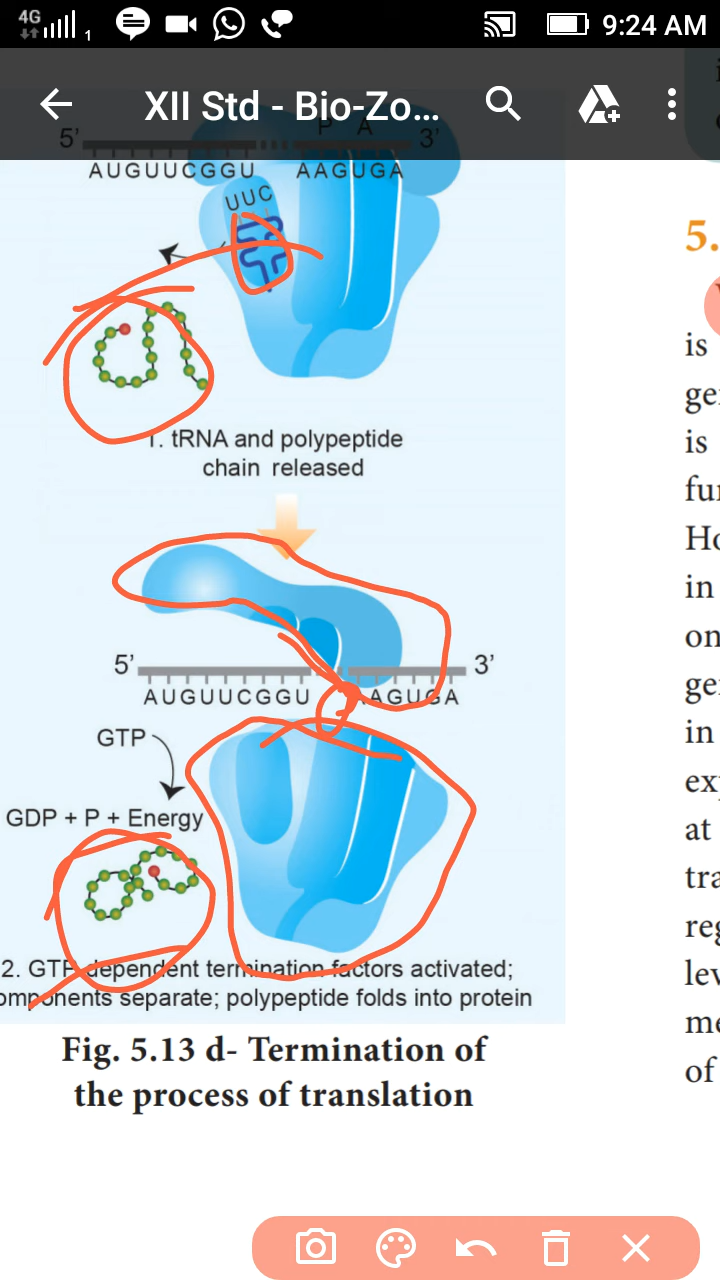 4G 1 9:24 AM
XII Std - Bio-Zo...
P A
5' 3'
AUGUUCGGU AAGUGA
UUC
5.
is
ge
is
fu
Ho
in
on
ge
in
ex
at
tra
reg
lev
me
of
1. tRNA and polypeptide
chain released
5' 3'
AUGUUCGGU AGUGA
GTP
GDP + P + Energy
2. GTP dependent termination factors activated;
omponents separate; polypeptide folds into protein
Fig. 5.13 d- Termination of
the process of translation